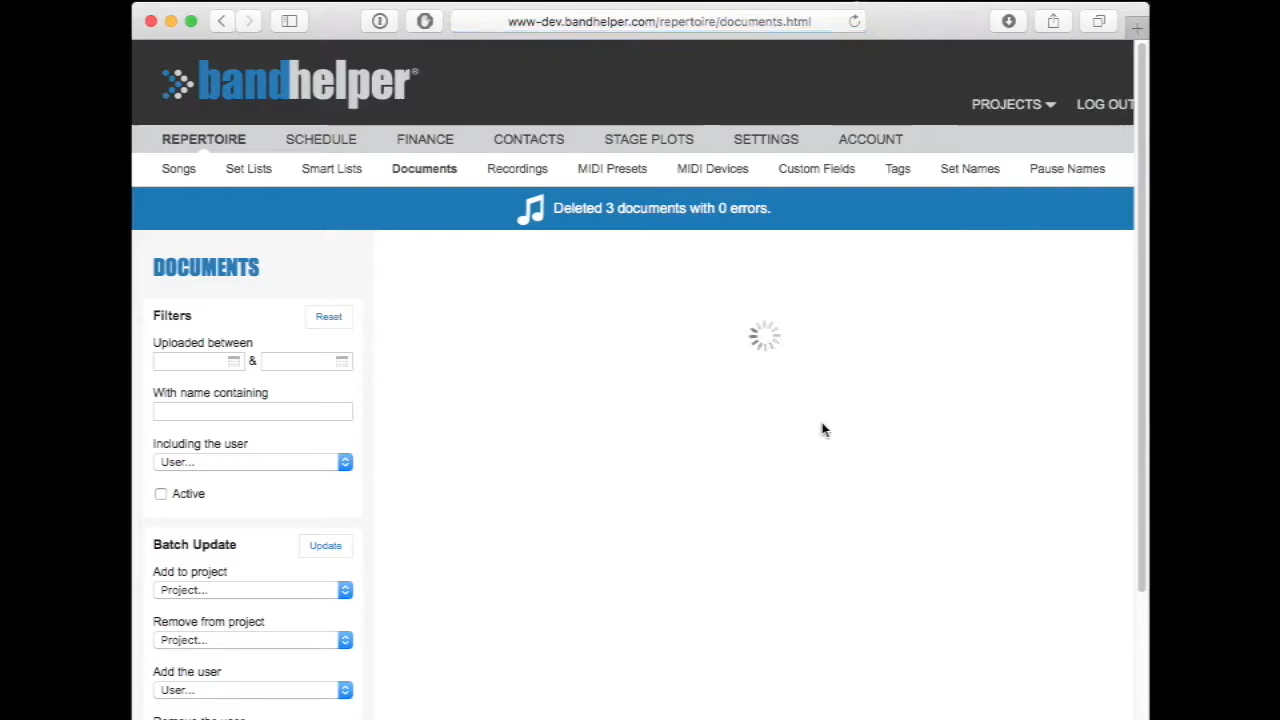 www-dev.bandhelper.com/repertoire/documents.html
bandhelper®
PROJECTS LOG OUT
REPERTOIRE SCHEDULE FINANCE CONTACTS STAGE PLOTS SETTINGS ACCOUNT
Songs Set Lists Smart Lists Documents Recordings MIDI Presets MIDI Devices Custom Fields Tags Set Names Pause Names
Deleted 3 documents with 0 errors.
DOCUMENTS
Filters Reset
Uploaded between
&
With name containing
Including the user
User...
Active
Batch Update Update
Add to project
Project...
Remove from project
Project...
Add the user
User...